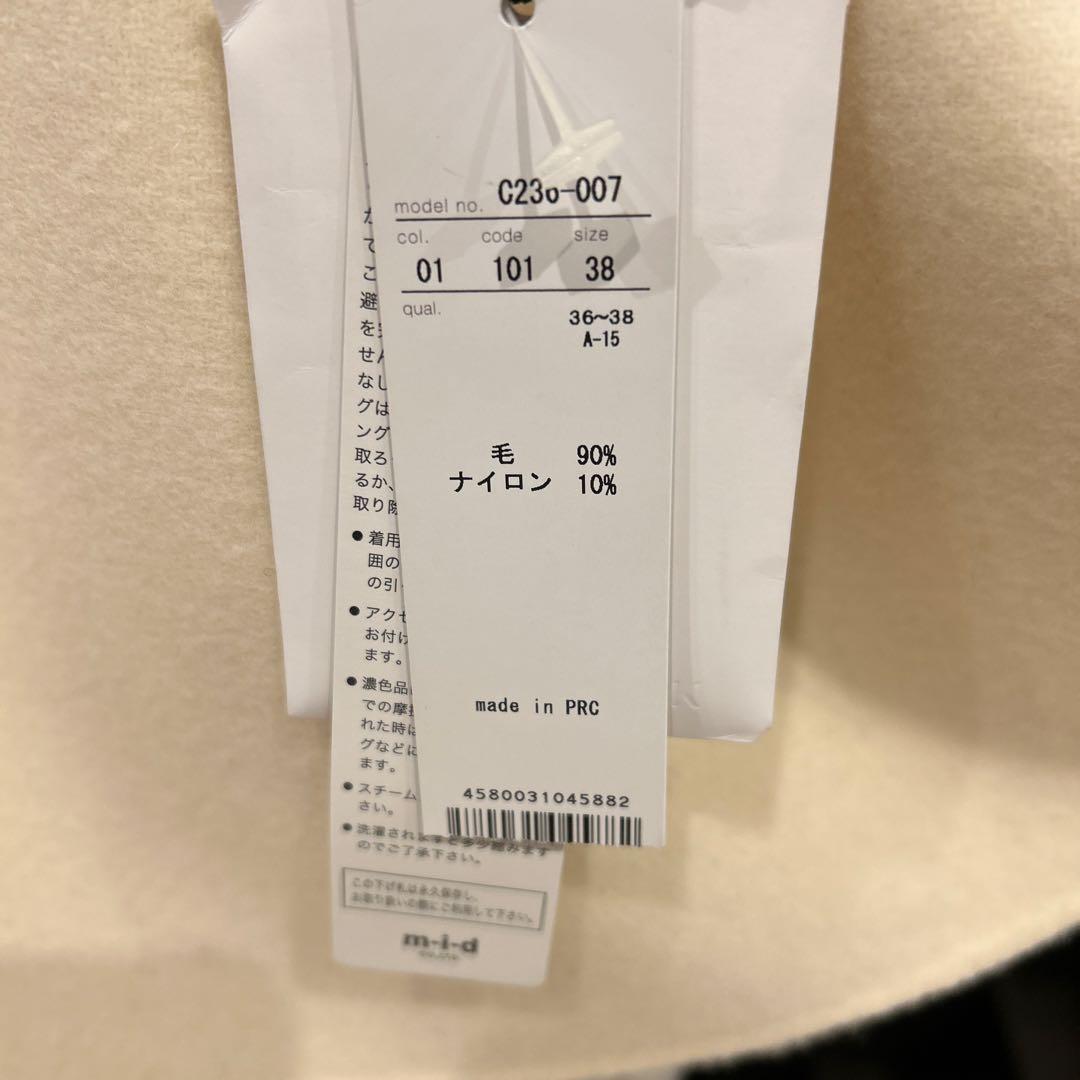 model no. C236-007
col. code size
01 101 38
qual.
36~38
A-15
毛 90%
ナイロン 10%
made in PRC
4580031045882
て
こ
避
を
せん
なし
グは
ング
取ろ
るか、
取り除
● 着用
囲の
の引
● アクセ
お付け
ます。
● 濃色品
での摩擦
れた時は
グなどに
ます。
● スチーム
さい。
● 洗濯され
のでご了承下さい。
この下げ札は永久保存し、
お取り扱いの際にご利用して下さい。
m-i-d